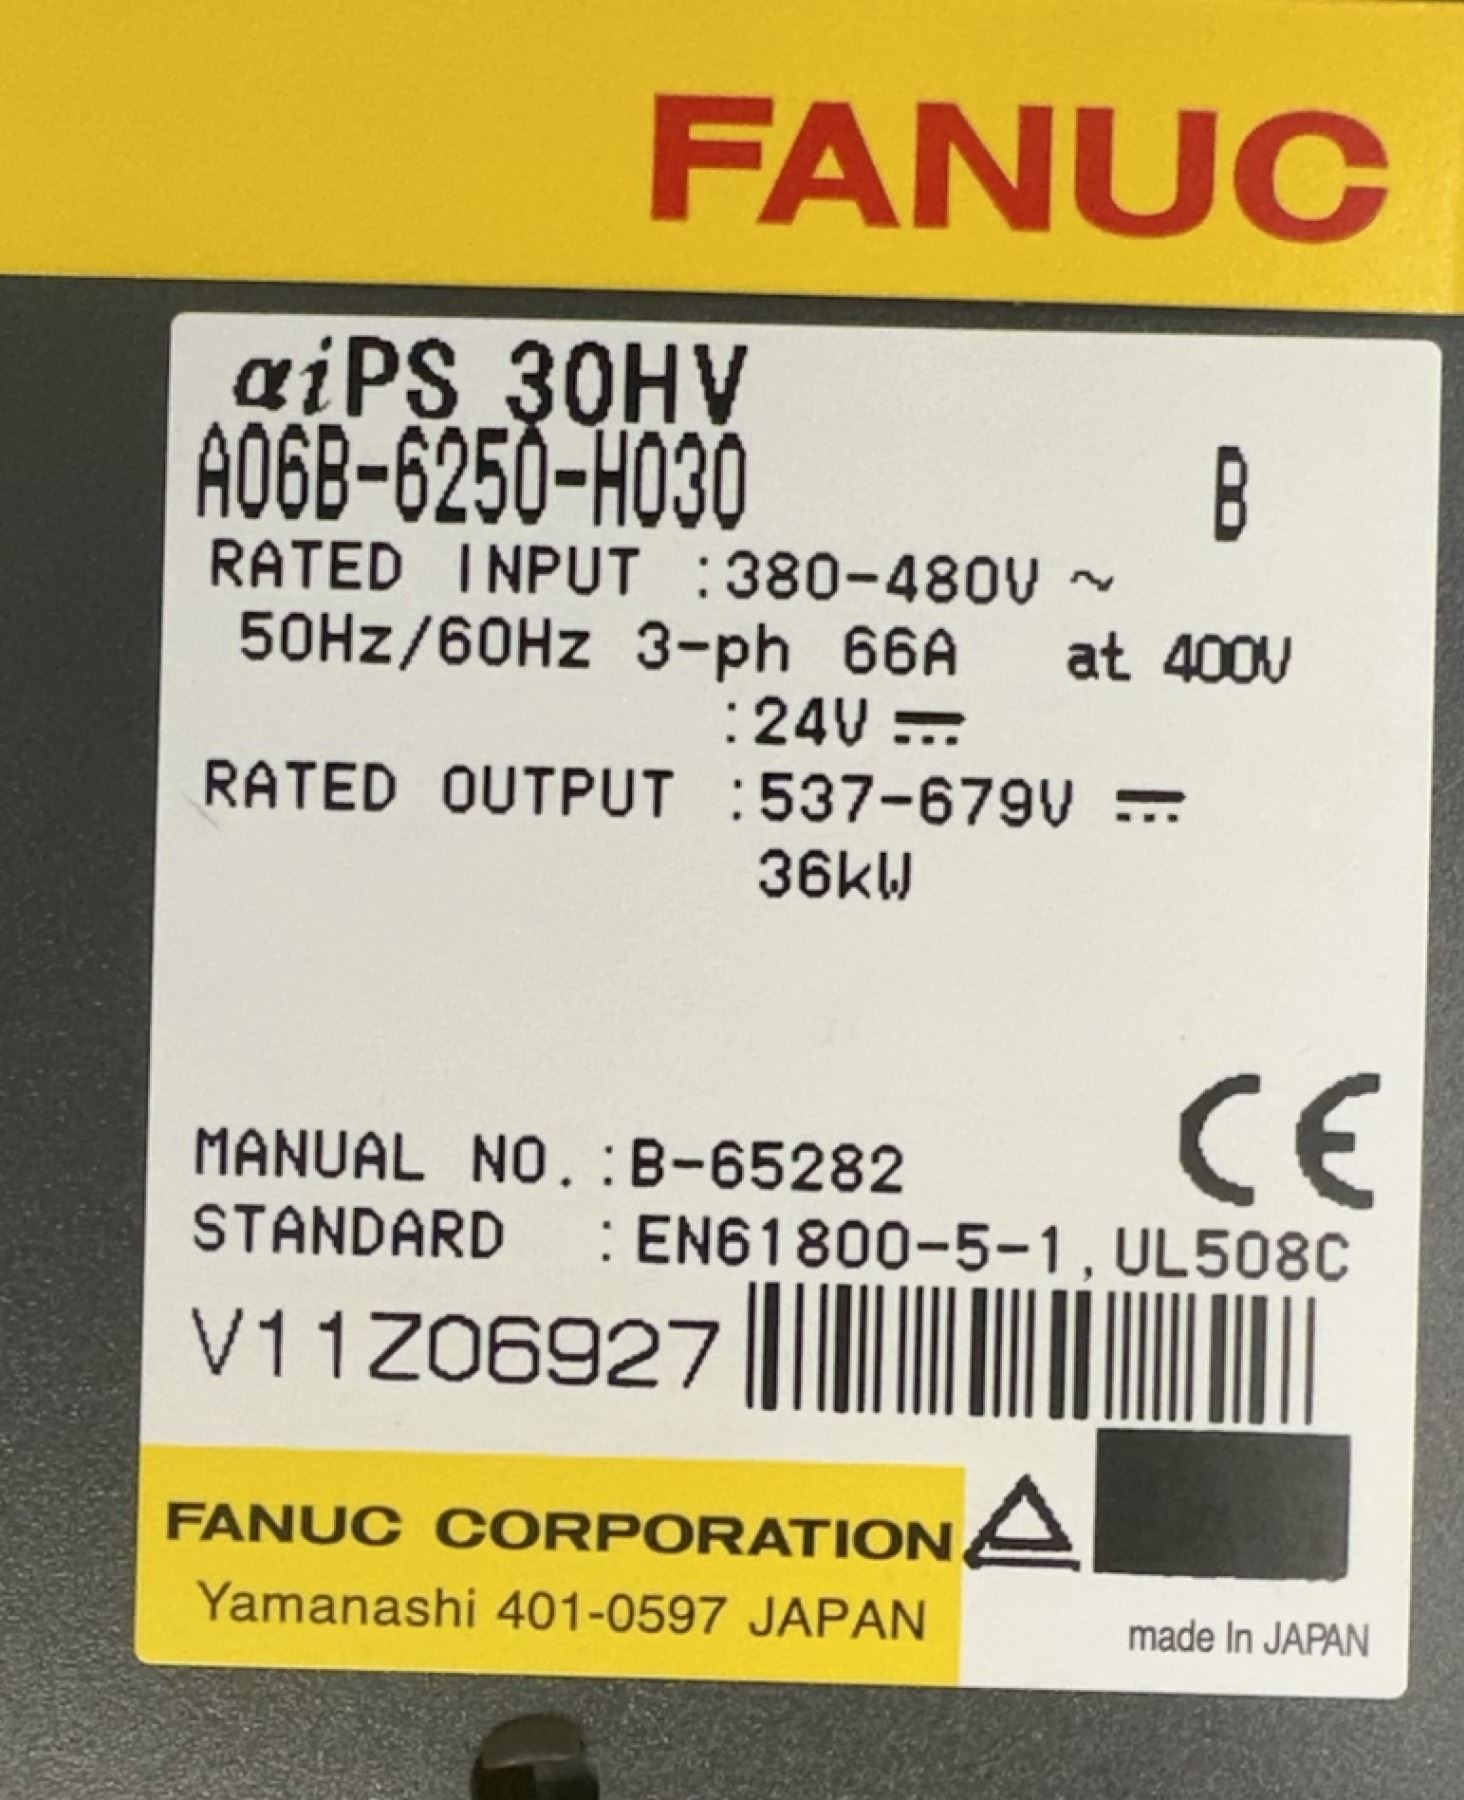 FANUC
αiPS 30HV
A06B-6250-H030 B
RATED INPUT :380-480V ~
50Hz/60Hz 3-ph 66A at 400V
:24V ⎓
RATED OUTPUT :537-679V ⎓
36kW
CE
MANUAL NO.:B-65282
STANDARD :EN61800-5-1,UL508C
V11Z06927
FANUC CORPORATION
Yamanashi 401-0597 JAPAN
made In JAPAN